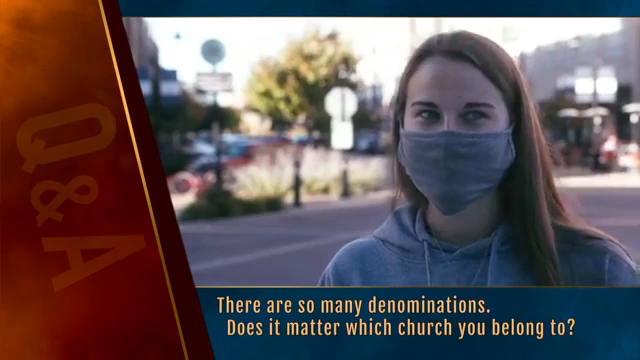 Q&A
There are so many denominations.
Does it matter which church you belong to?